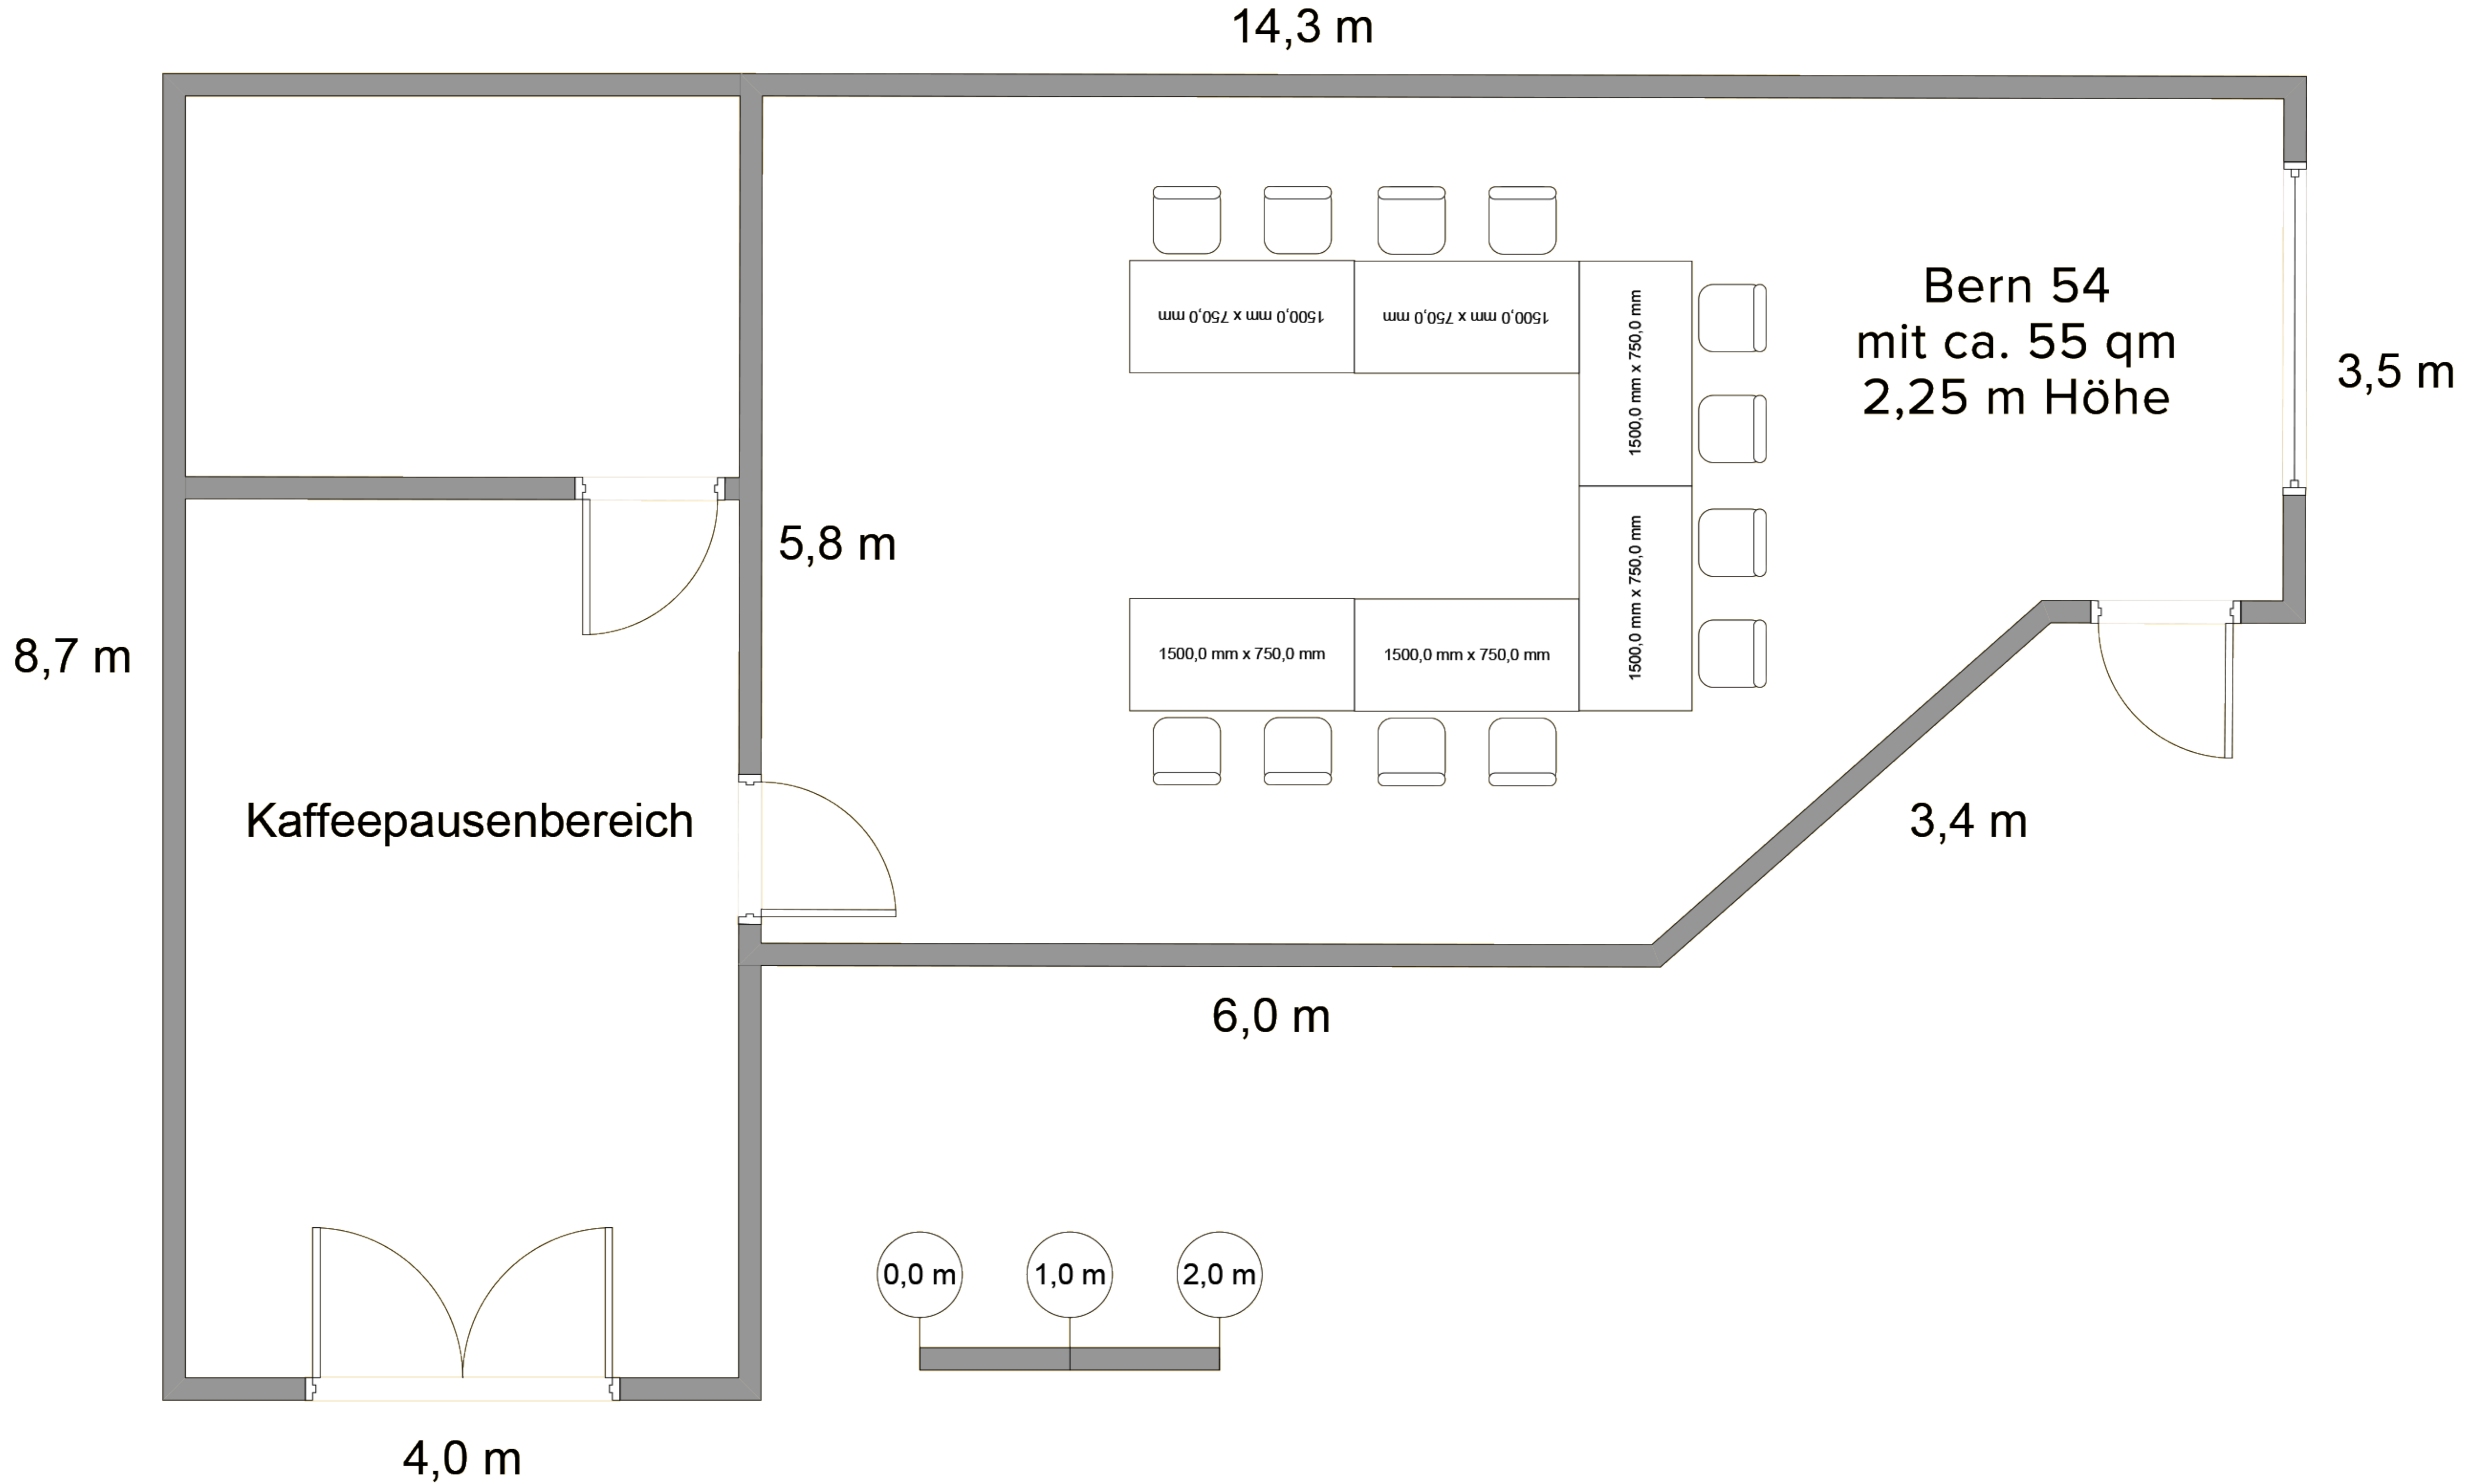 14,3 m
1500,0 mm x 750,0 mm
1500,0 mm x 750,0 mm
1500,0 mm x 750,0 mm
Bern 54
mit ca. 55 qm
2,25 m Höhe
3,5 m
5,8 m
8,7 m
1500,0 mm x 750,0 mm
1500,0 mm x 750,0 mm
1500,0 mm x 750,0 mm
Kaffeepausenbereich
3,4 m
6,0 m
0,0 m
1,0 m
2,0 m
4,0 m